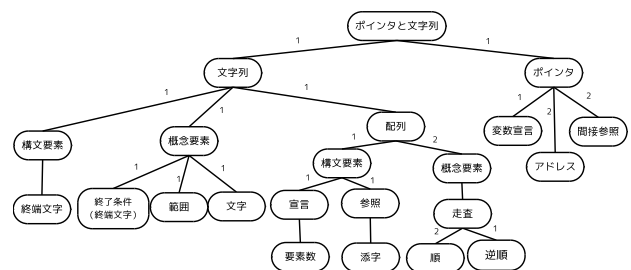 ポインタと文字列
1
1
文字列
ポインタ
1
1
1
1
2
2
構文要素
概念要素
配列
変数宣言
アドレス
間接参照
1
2
1
1
1
構文要素
概念要素
終端文字
終了条件
（終端文字）
範囲
文字
1
1
宣言
参照
走査
2
1
要素数
添字
順
逆順